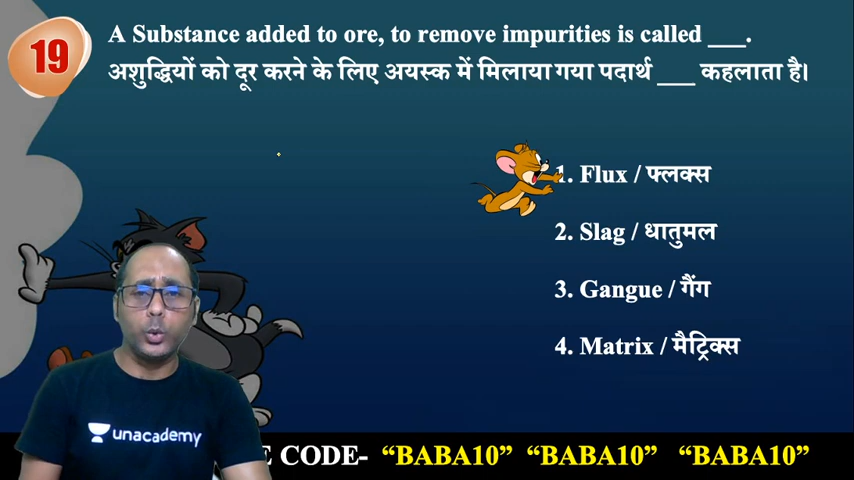 19
A Substance added to ore, to remove impurities is called ___.
अशुद्धियों को दूर करने के लिए अयस्क में मिलाया गया पदार्थ ___ कहलाता है।
1. Flux / फ्लक्स
2. Slag / धातुमल
3. Gangue / गैंग
4. Matrix / मैट्रिक्स
unacademy
E CODE- “BABA10” “BABA10” “BABA10”